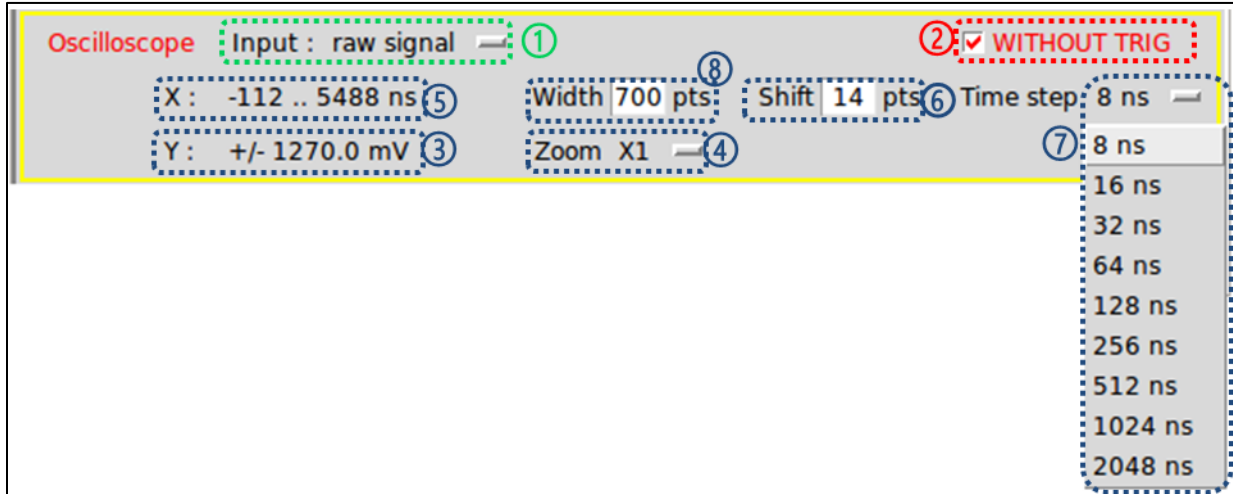 Oscilloscope Input : raw signal ① ② WITHOUT TRIG
⑧
X : -112 .. 5488 ns ⑤ Width 700 pts Shift 14 pts ⑥ Time step 8 ns
Y : +/- 1270.0 mV ③ Zoom X1 ④ ⑦ 8 ns
16 ns
32 ns
64 ns
128 ns
256 ns
512 ns
1024 ns
2048 ns